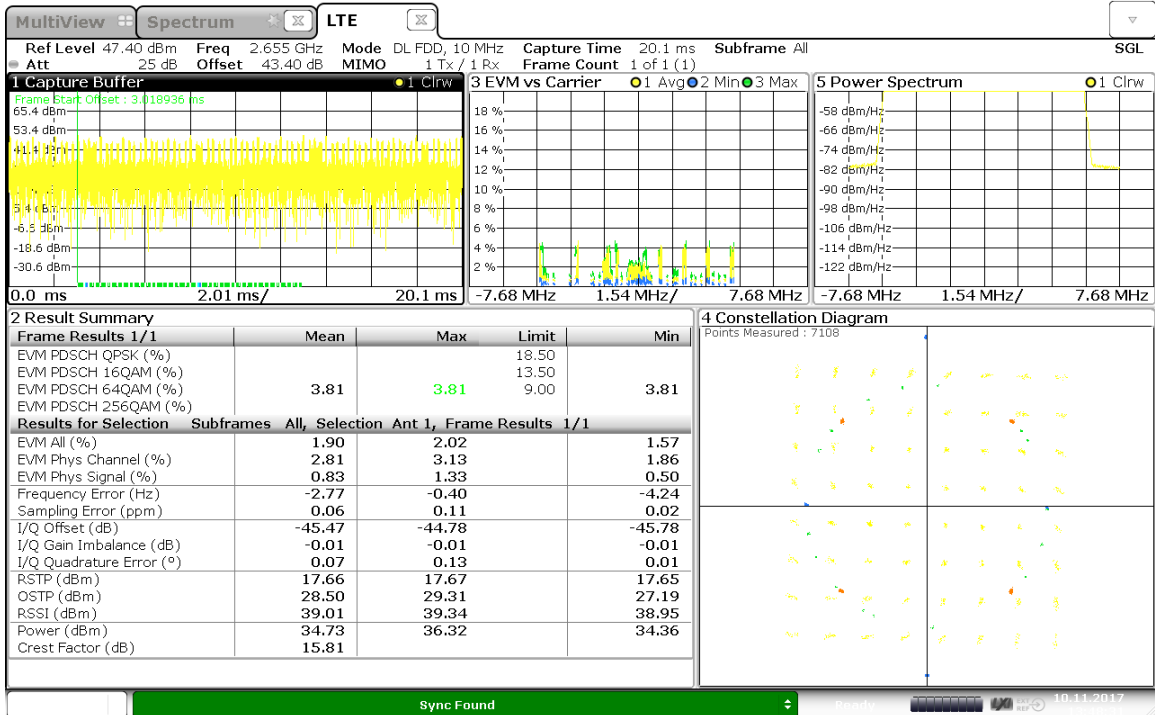 MultiView Spectrum LTE
Ref Level 47.40 dBm Freq 2.655 GHz Mode DL FDD, 10 MHz Capture Time 20.1 ms Subframe All SGL
Att 25 dB Offset 43.40 dB MIMO 1 Tx / 1 Rx Frame Count 1 of 1 (1)
1 Capture Buffer 1 Clrw
Frame Start Offset : 3.018936 ms
65.4 dBm
53.4 dBm
41.4 dBm
-6.5 dBm
-18.6 dBm
-30.6 dBm
0.0 ms 2.01 ms/ 20.1 ms
3 EVM vs Carrier 1 Avg 2 Min 3 Max
18 %
16 %
14 %
12 %
10 %
8 %
6 %
4 %
2 %
-7.68 MHz 1.54 MHz/ 7.68 MHz
5 Power Spectrum 1 Clrw
-58 dBm/Hz
-66 dBm/Hz
-74 dBm/Hz
-82 dBm/Hz
-90 dBm/Hz
-98 dBm/Hz
-106 dBm/Hz
-114 dBm/Hz
-122 dBm/Hz
-7.68 MHz 1.54 MHz/ 7.68 MHz
2 Result Summary
Frame Results 1/1 Mean Max Limit Min
EVM PDSCH QPSK (%) 18.50
EVM PDSCH 16QAM (%) 13.50
EVM PDSCH 64QAM (%) 3.81 3.81 9.00 3.81
EVM PDSCH 256QAM (%)
Results for Selection Subframes All, Selection Ant 1, Frame Results 1/1
EVM All (%) 1.90 2.02 1.57
EVM Phys Channel (%) 2.81 3.13 1.86
EVM Phys Signal (%) 0.83 1.33 0.50
Frequency Error (Hz) -2.77 -0.40 -4.24
Sampling Error (ppm) 0.06 0.11 0.02
I/Q Offset (dB) -45.47 -44.78 -45.78
I/Q Gain Imbalance (dB) -0.01 -0.01 -0.01
I/Q Quadrature Error (º) 0.07 0.13 0.01
RSTP (dBm) 17.66 17.67 17.65
OSTP (dBm) 28.50 29.31 27.19
RSSI (dBm) 39.01 39.34 38.95
Power (dBm) 34.73 36.32 34.36
Crest Factor (dB) 15.81
4 Constellation Diagram
Points Measured : 7108
Sync Found
Ready
LXI EXT REF
10.11.2017